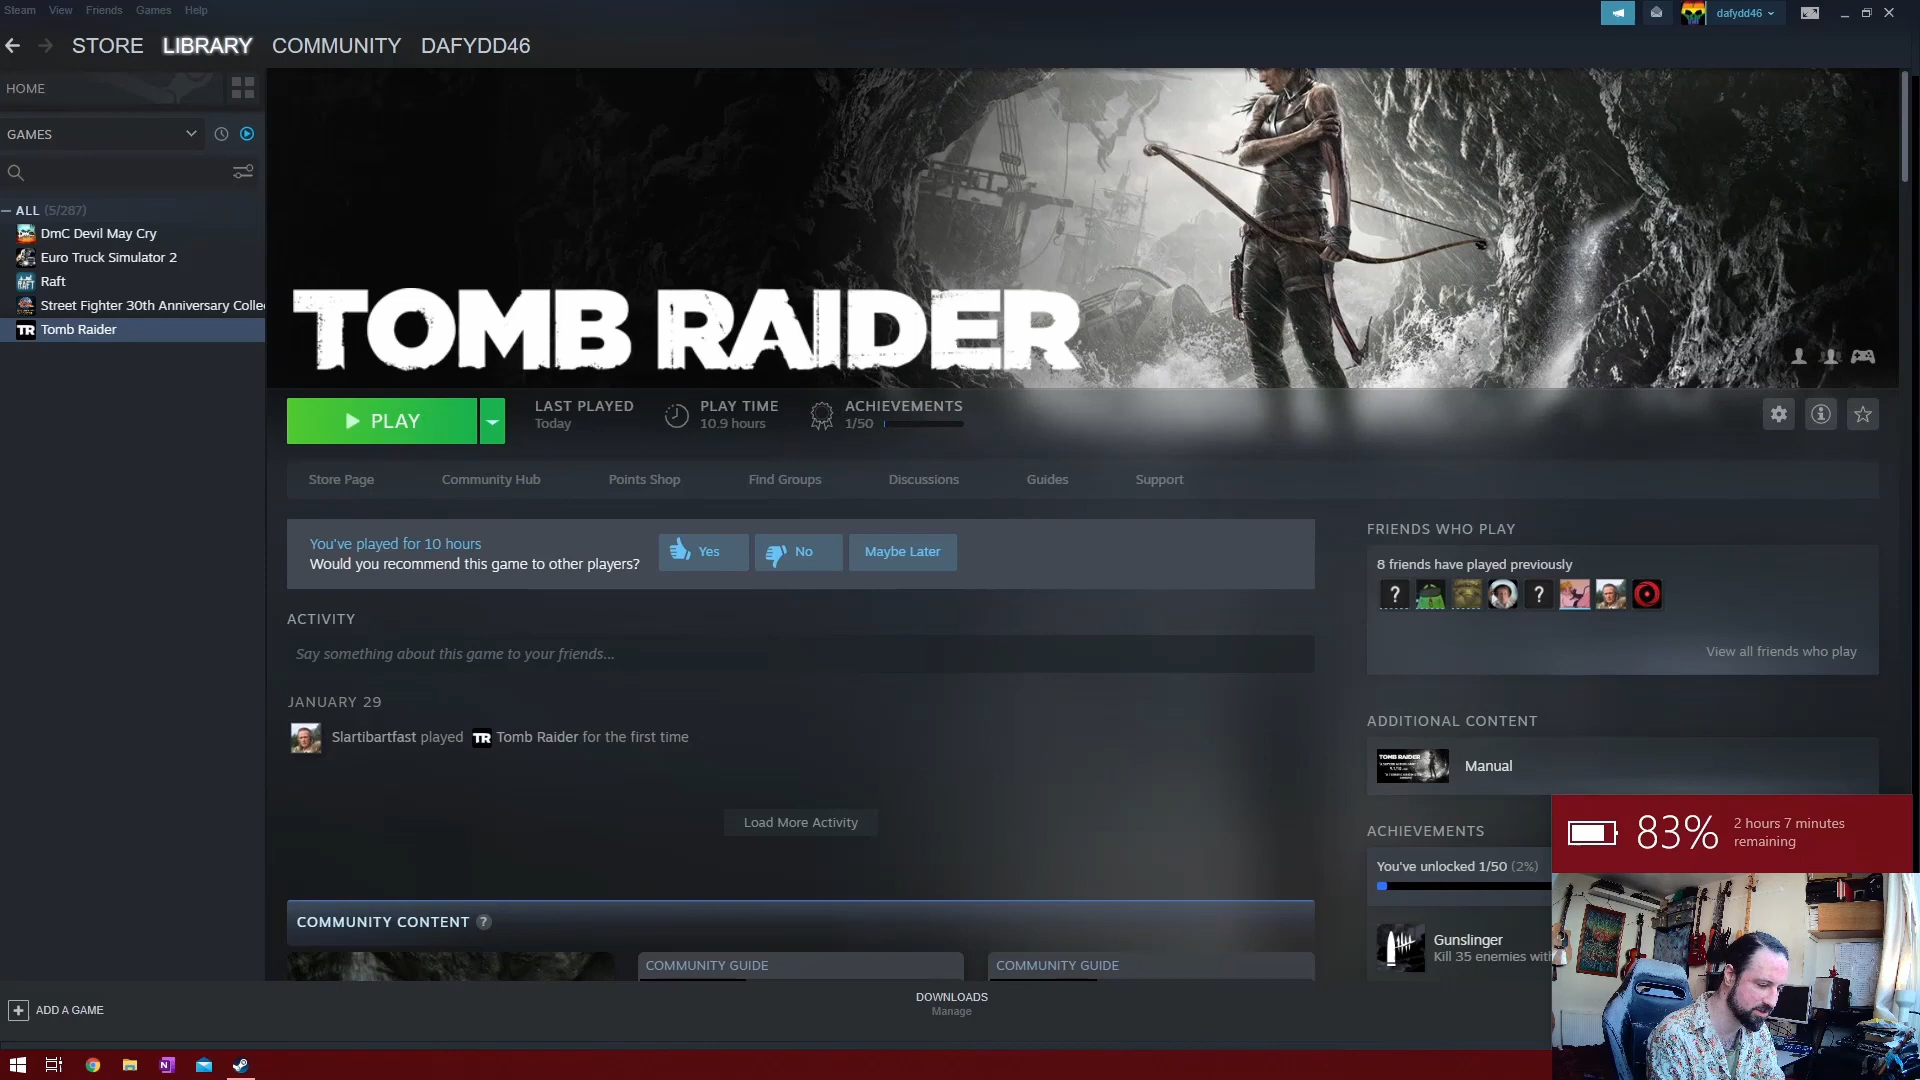 Steam View Friends Games Help
dafydd46
STORE LIBRARY COMMUNITY DAFYDD46
HOME
GAMES
ALL (5/287)
DmC Devil May Cry
Euro Truck Simulator 2
Raft
Street Fighter 30th Anniversary Colle
TR Tomb Raider
TOMB RAIDER
PLAY
LAST PLAYED
Today
PLAY TIME
10.9 hours
ACHIEVEMENTS
1/50
Store Page Community Hub Points Shop Find Groups Discussions Guides Support
You've played for 10 hours
Would you recommend this game to other players?
Yes No Maybe Later
ACTIVITY
Say something about this game to your friends...
JANUARY 29
Slartibartfast played TR Tomb Raider for the first time
Load More Activity
COMMUNITY CONTENT ?
COMMUNITY GUIDE
COMMUNITY GUIDE
FRIENDS WHO PLAY
8 friends have played previously
? ?
View all friends who play
ADDITIONAL CONTENT
TOMB RAIDER
Manual
ACHIEVEMENTS
You've unlocked 1/50 (2%)
Gunslinger
Kill 35 enemies with
83% 2 hours 7 minutes
remaining
ADD A GAME
DOWNLOADS
Manage